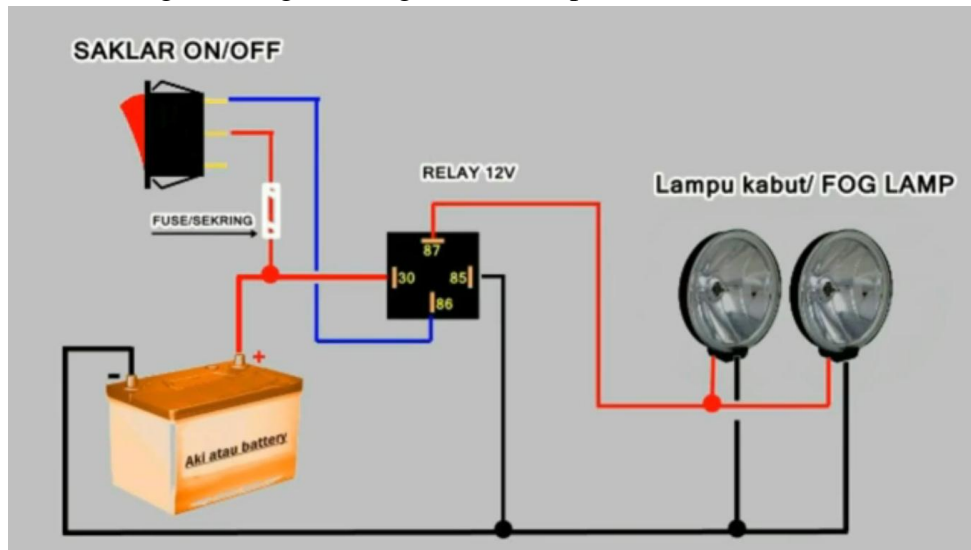 SAKLAR ON/OFF
RELAY 12V
Lampu kabut/ FOG LAMP
FUSE/SEKRING
87
30
85
86
+
-
Aki atau battery